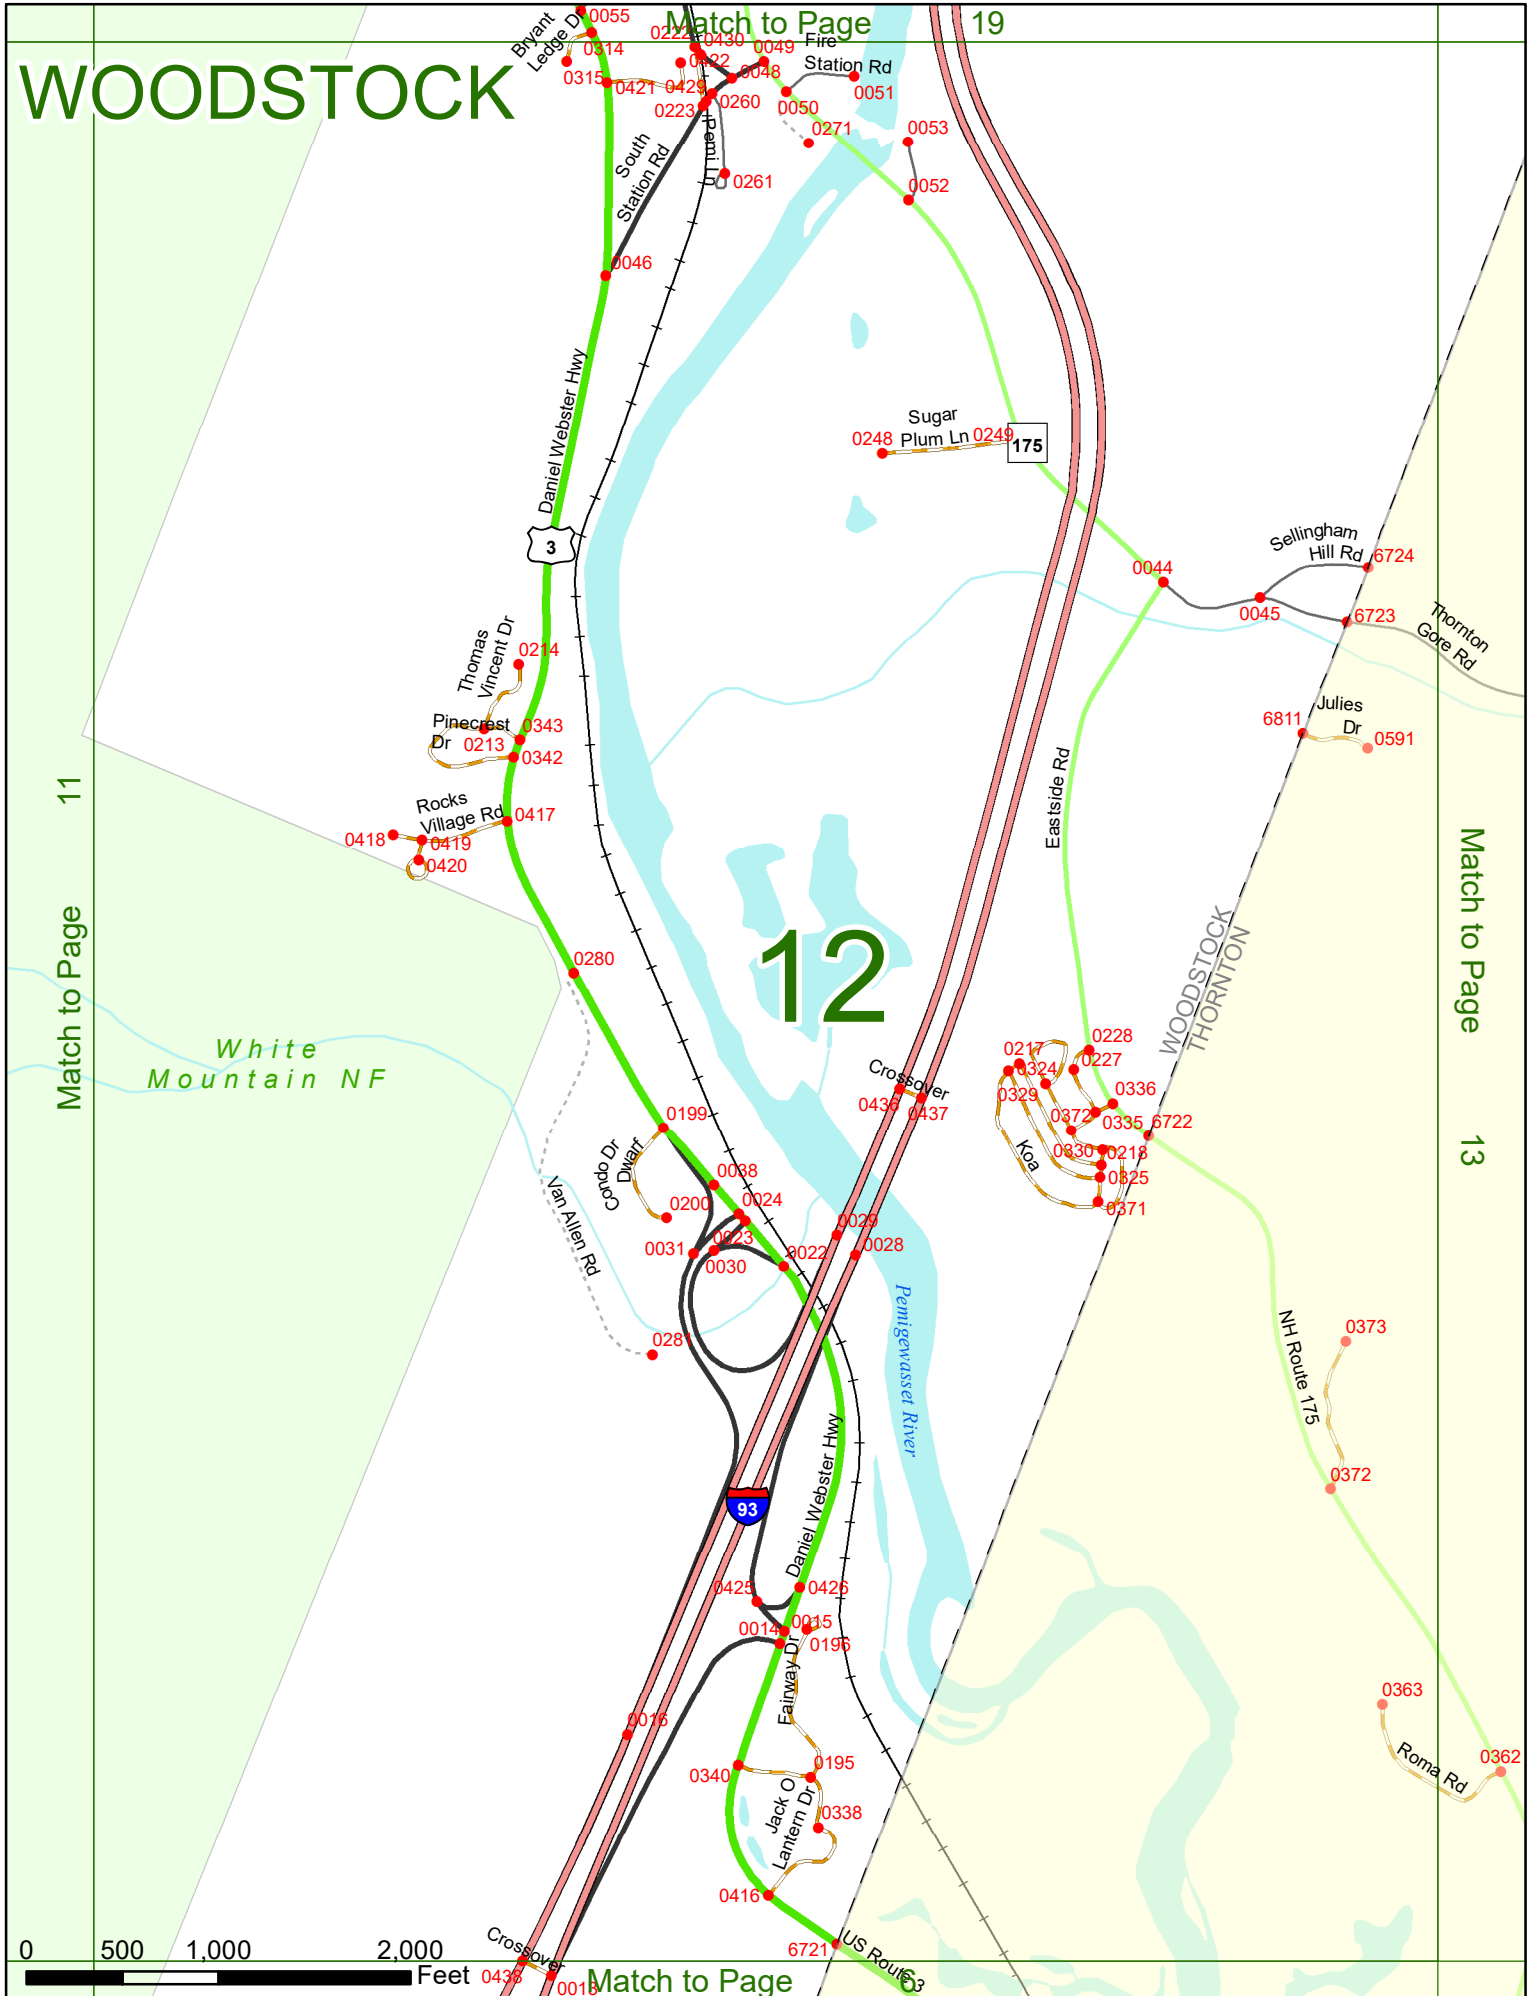 Match to Page 19
WOODSTOCK
Bryant
Ledge Dr
0055
0314
0315
0421
0222
0430
0422
0429
0223
0049
0048
0260
Fire
Station Rd
0050
0051
0271
0053
0052
South
Station Rd
Pemi Ln
0261
0046
Daniel Webster Hwy
Sugar
Plum Ln
0248
0249
175
3
Sellingham
Hill Rd
6724
0044
0045
6723
Thornton
Gore Rd
Thomas
Vincent Dr
0214
Pinecrest
Dr
0213
0343
0342
Julies
Dr
6811
0591
11
Match to Page
Rocks
Village Rd
0417
0418
0419
0420
Eastside Rd
Match to Page
13
12
0280
WOODSTOCK
THORNTON
White
Mountain NF
Crossover
0436
0437
0217
0324
0329
0228
0227
0336
0372
0335
6722
0330
0218
0325
0371
Koa
0199
Condo Dr
Dwarf
0200
0038
0024
0023
0031
0030
0022
0029
0028
Van Allen Rd
0281
Pemigewasset River
NH Route 175
0373
0372
Daniel Webster Hwy
93
0425
0426
0014
0015
0196
Fairway Dr
0016
0340
0195
Jack O
Lantern Dr
0338
0363
Roma Rd
0362
0416
6721
US Route 3
Crossover
0438
0013
0 500 1,000 2,000
Feet
Match to Page 6